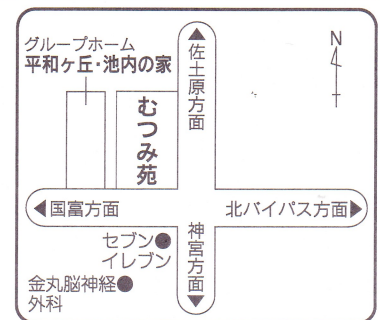 グループホーム
平和ヶ丘・池内の家
むつみ苑
▲佐土原方面
N
◀国富方面
北バイパス方面▶
神宮方面▼
セブン●
イレブン
金丸脳神経●
外科